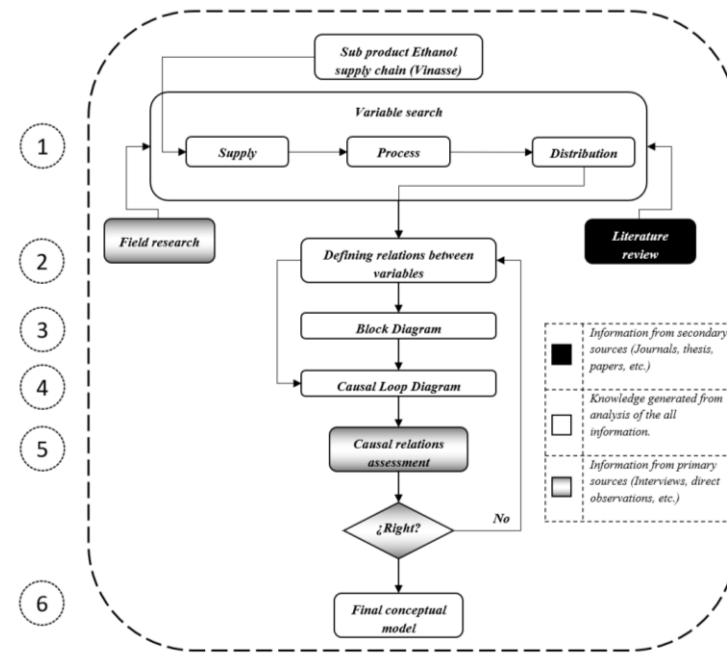 Sub product Ethanol
supply chain (Vinasse)
Variable search
1
Supply
Process
Distribution
Field research
Literature
review
2
Defining relations between
variables
3
Block Diagram
4
Causal Loop Diagram
5
Causal relations
assessment
¿Right?
No
6
Final conceptual
model
Information from secondary
sources (Journals, thesis,
papers, etc.)
Knowledge generated from
analysis of the all
information.
Information from primary
sources (Interviews, direct
observations, etc.)